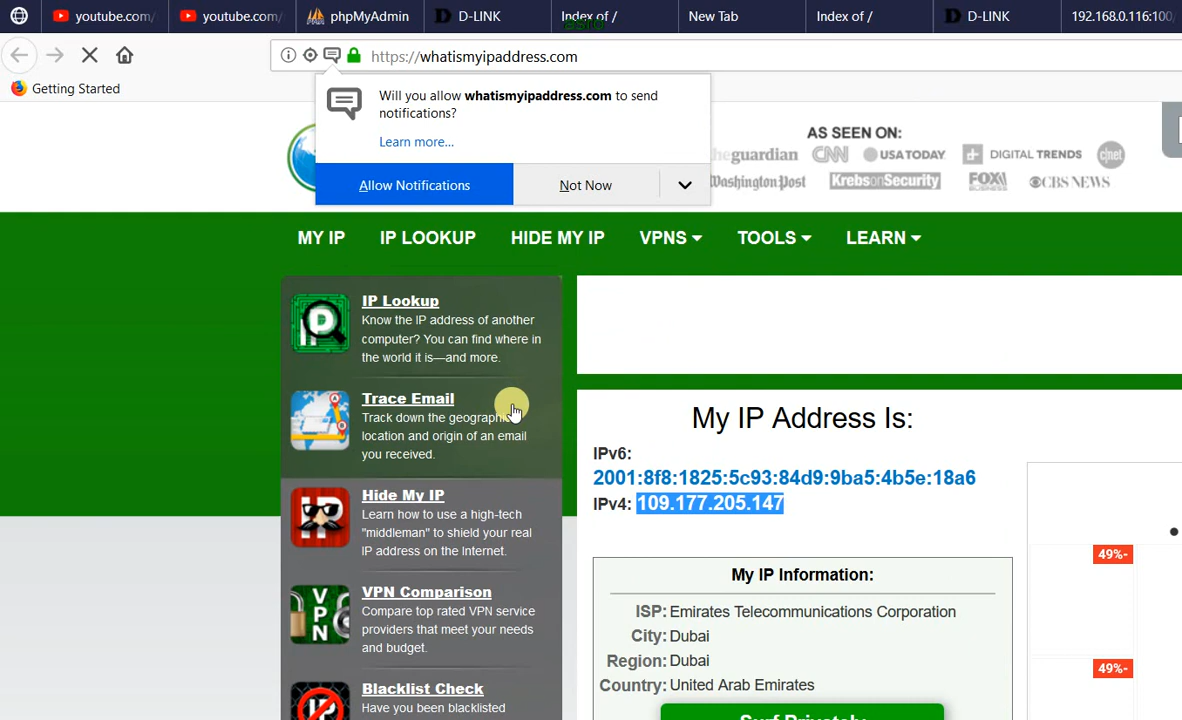 youtube.com/
youtube.com/
phpMyAdmin
D-LINK
Index of /
New Tab
Index of /
D-LINK
192.168.0.116:100
https://whatismyipaddress.com
Getting Started
Will you allow whatismyipaddress.com to send
notifications?
Learn more...
Allow Notifications
Not Now
AS SEEN ON:
theguardian
CNN
USA TODAY
DIGITAL TRENDS
cnet
Washington Post
KrebsonSecurity
FOX
BUSINESS
CBS NEWS
MY IP
IP LOOKUP
HIDE MY IP
VPNS
TOOLS
LEARN
IP Lookup
Know the IP address of another
computer? You can find where in
the world it is—and more.
Trace Email
Track down the geographic
location and origin of an email
you received.
Hide My IP
Learn how to use a high-tech
"middleman" to shield your real
IP address on the Internet.
VPN
VPN Comparison
Compare top rated VPN service
providers that meet your needs
and budget.
Blacklist Check
Have you been blacklisted
My IP Address Is:
IPv6:
2001:8f8:1825:5c93:84d9:9ba5:4b5e:18a6
IPv4: 109.177.205.147
My IP Information:
ISP: Emirates Telecommunications Corporation
City: Dubai
Region: Dubai
Country: United Arab Emirates
Surf Privately
49%-
49%-